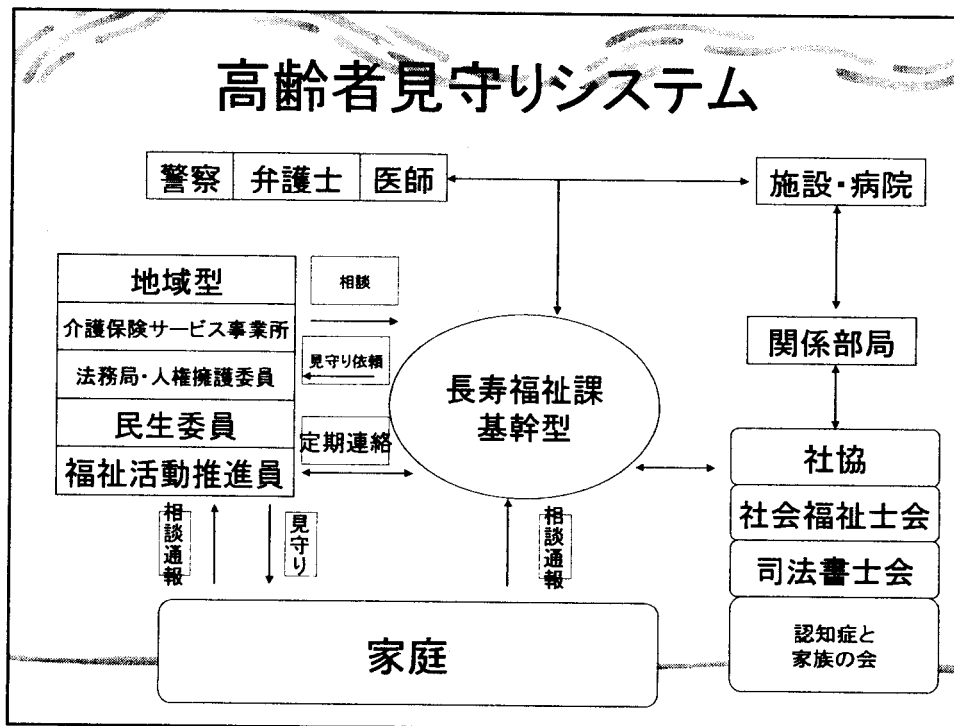 高齢者見守りシステム
警察 弁護士 医師
施設・病院
地域型
介護保険サービス事業所
法務局・人権擁護委員
民生委員
福祉活動推進員
相談
見守り依頼
定期連絡
長寿福祉課
基幹型
関係部局
社協
社会福祉士会
司法書士会
認知症と
家族の会
相談通報
見守り
相談通報
家庭